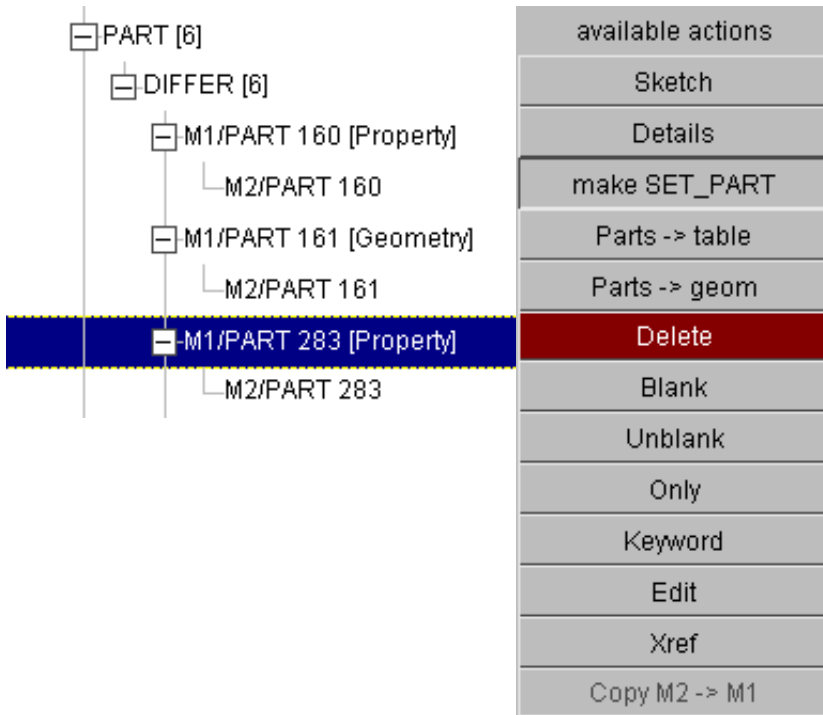 PART [6]
DIFFER [6]
M1/PART 160 [Property]
M2/PART 160
M1/PART 161 [Geometry]
M2/PART 161
M1/PART 283 [Property]
M2/PART 283
available actions
Sketch
Details
make SET_PART
Parts -> table
Parts -> geom
Delete
Blank
Unblank
Only
Keyword
Edit
Xref
Copy M2 -> M1